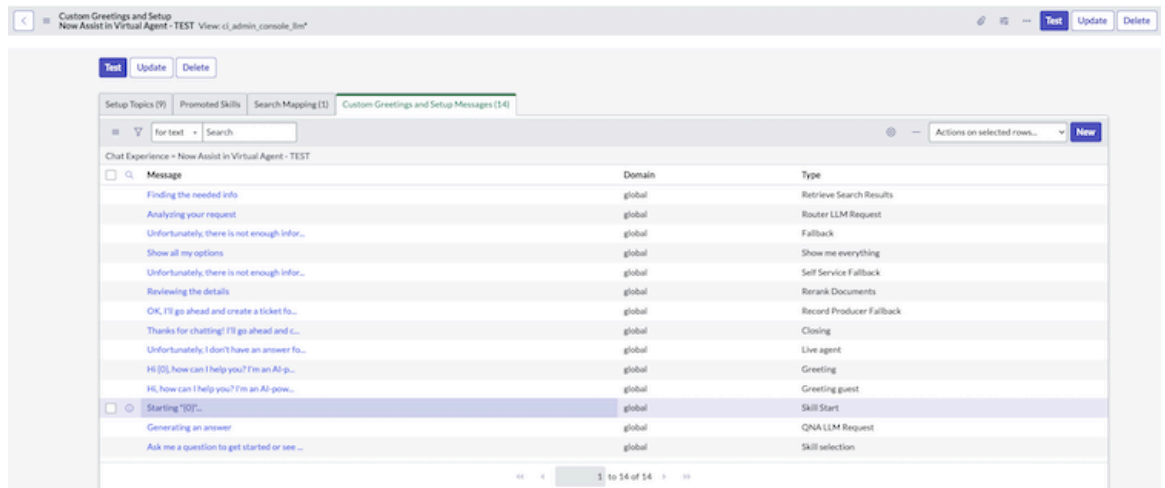 Custom Greetings and Setup
Now Assist in Virtual Agent - TEST View: ci_admin_console_llm*
Test Update Delete
Test Update Delete
Setup Topics (9) Promoted Skills Search Mapping (1) Custom Greetings and Setup Messages (14)
for text Search Actions on selected rows... New
Chat Experience = Now Assist in Virtual Agent - TEST
Message Domain Type
Finding the needed info global Retrieve Search Results
Analyzing your request global Router LLM Request
Unfortunately, there is not enough infor... global Fallback
Show all my options global Show me everything
Unfortunately, there is not enough infor... global Self Service Fallback
Reviewing the details global Rerank Documents
OK, I'll go ahead and create a ticket fo... global Record Producer Fallback
Thanks for chatting! I'll go ahead and c... global Closing
Unfortunately, I don't have an answer fo... global Live agent
Hi {0}, how can I help you? I'm an AI-p... global Greeting
Hi, how can I help you? I'm an AI-pow... global Greeting guest
Starting "{0}"... global Skill Start
Generating an answer global QNA LLM Request
Ask me a question to get started or see ... global Skill selection
1 to 14 of 14